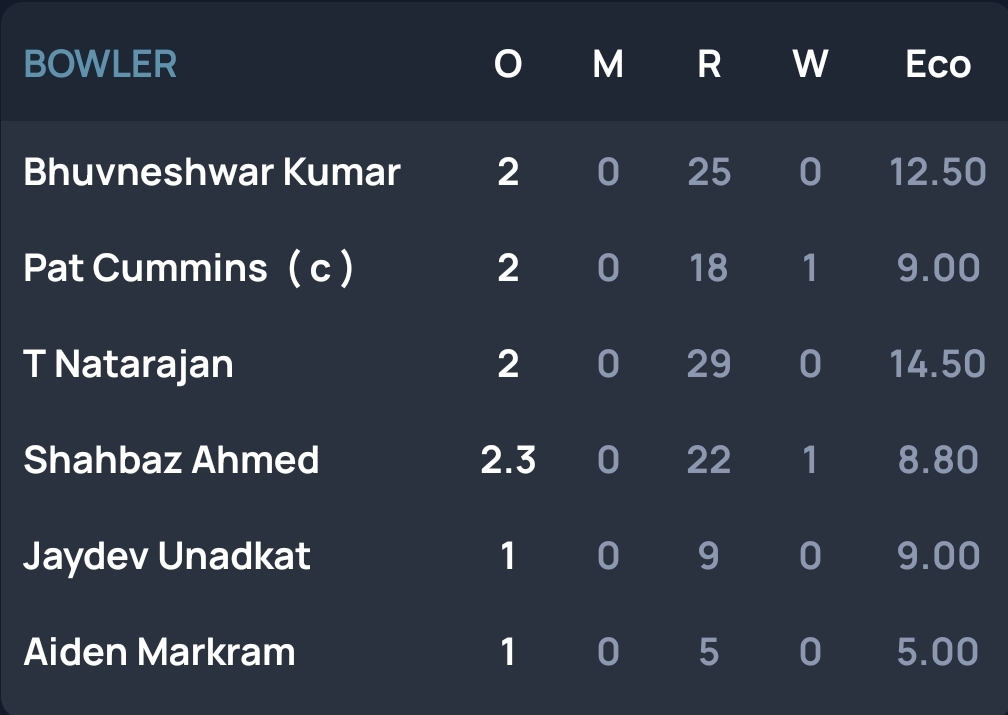 BOWLER O M R W Eco
Bhuvneshwar Kumar 2 0 25 0 12.50
Pat Cummins ( c ) 2 0 18 1 9.00
T Natarajan 2 0 29 0 14.50
Shahbaz Ahmed 2.3 0 22 1 8.80
Jaydev Unadkat 1 0 9 0 9.00
Aiden Markram 1 0 5 0 5.00